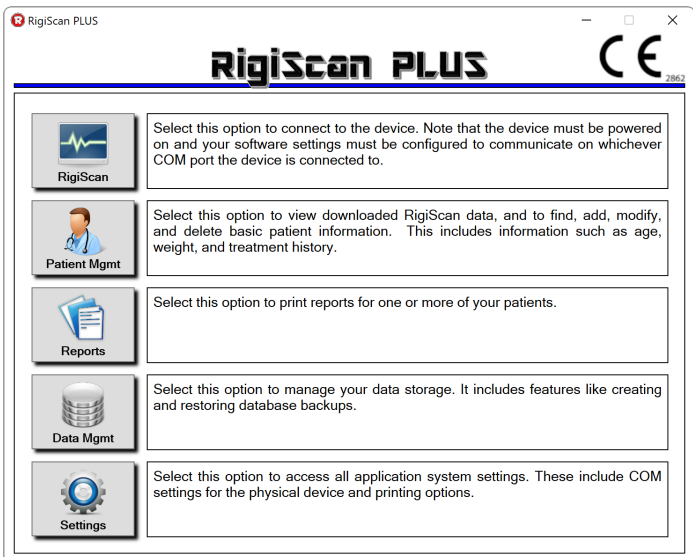 RigiScan PLUS
RigiScan PLUS
CE
2862
RigiScan
Select this option to connect to the device. Note that the device must be powered
on and your software settings must be configured to communicate on whichever
COM port the device is connected to.
Patient Mgmt
Select this option to view downloaded RigiScan data, and to find, add, modify,
and delete basic patient information. This includes information such as age,
weight, and treatment history.
Reports
Select this option to print reports for one or more of your patients.
Data Mgmt
Select this option to manage your data storage. It includes features like creating
and restoring database backups.
Settings
Select this option to access all application system settings. These include COM
settings for the physical device and printing options.